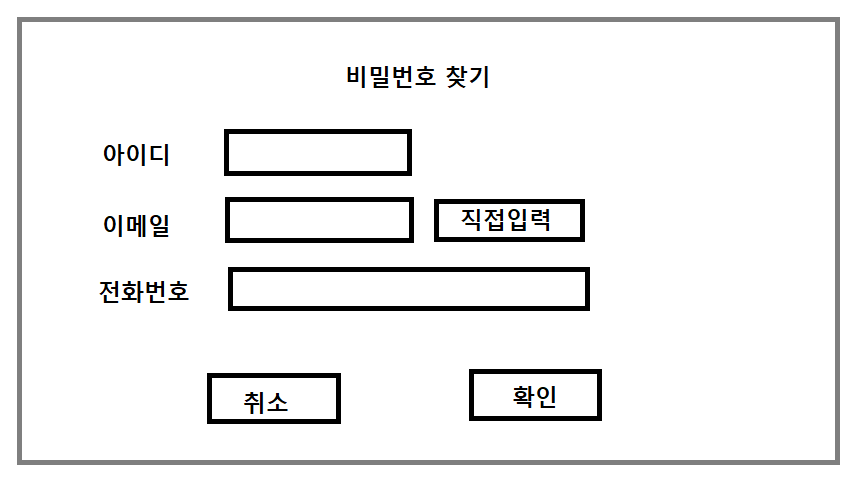 비밀번호 찾기
아이디
이메일 직접입력
전화번호
취소 확인